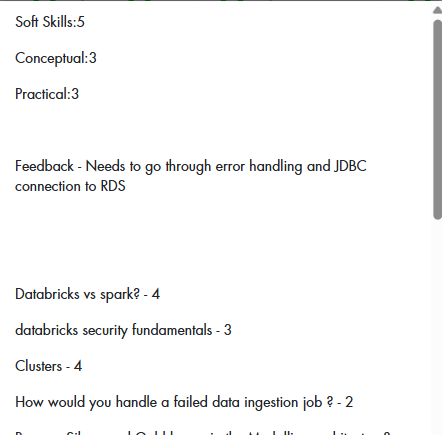 Soft Skills:5
Conceptual:3
Practical:3
Feedback - Needs to go through error handling and JDBC
connection to RDS
Databricks vs spark? - 4
databricks security fundamentals - 3
Clusters - 4
How would you handle a failed data ingestion job ? - 2